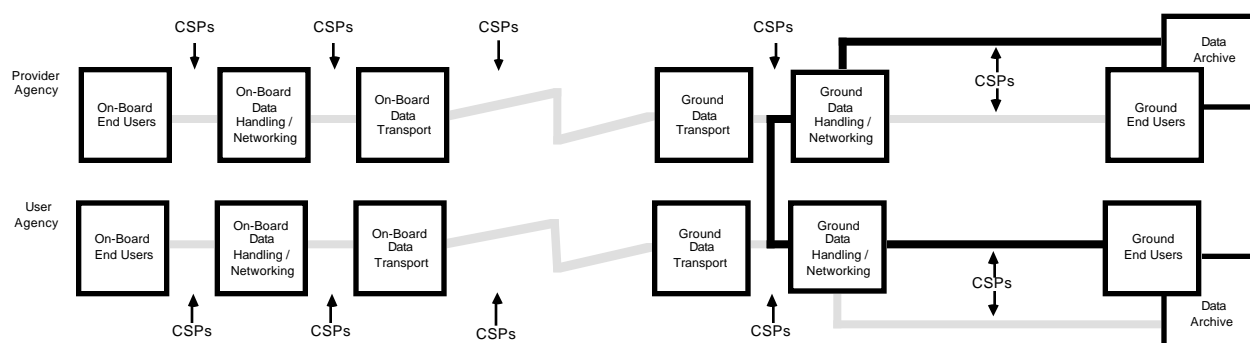 CSPs
CSPs
CSPs
CSPs
Data
Archive
Provider
Agency
On-Board
End Users
On-Board
Data
Handling /
Networking
On-Board
Data
Transport
Ground
Data
Transport
Ground
Data
Handling /
Networking
CSPs
Ground
End Users
User
Agency
On-Board
End Users
On-Board
Data
Handling /
Networking
On-Board
Data
Transport
Ground
Data
Transport
Ground
Data
Handling /
Networking
Ground
End Users
CSPs
Data
Archive
CSPs
CSPs
CSPs
CSPs